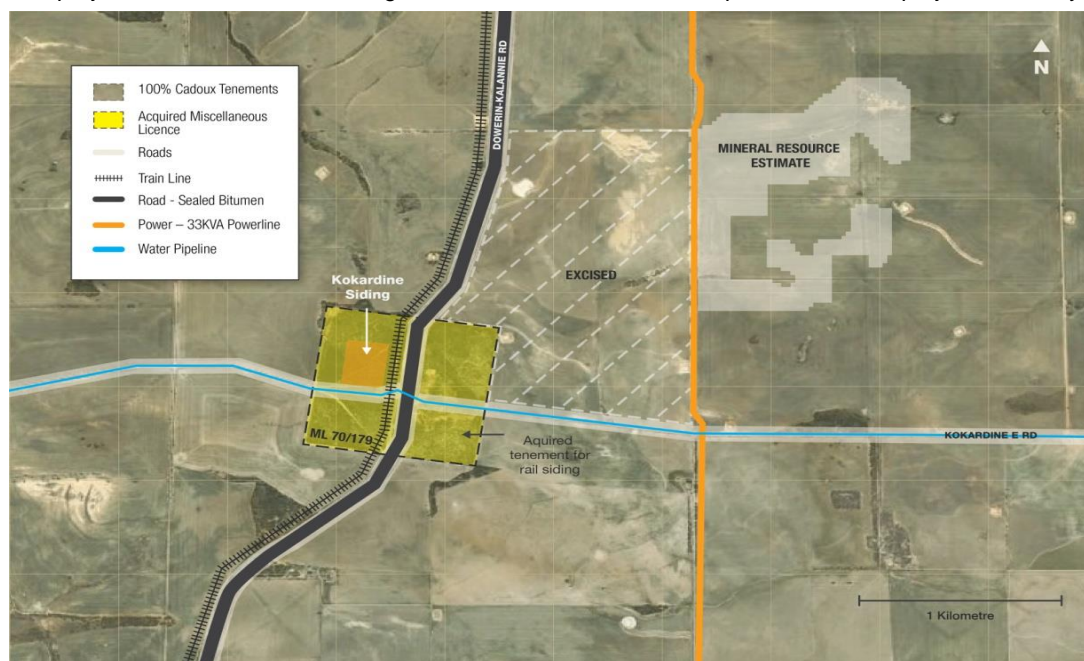 100% Cadoux Tenements
Acquired Miscellaneous
Licence
Roads
Train Line
Road - Sealed Bitumen
Power – 33KVA Powerline
Water Pipeline
DOWERIN-KALANNIE RD
N
MINERAL RESOURCE
ESTIMATE
EXCISED
Kokardine
Siding
ML 70/179
Aquired
tenement for
rail siding
KOKARDINE E RD
1 Kilometre